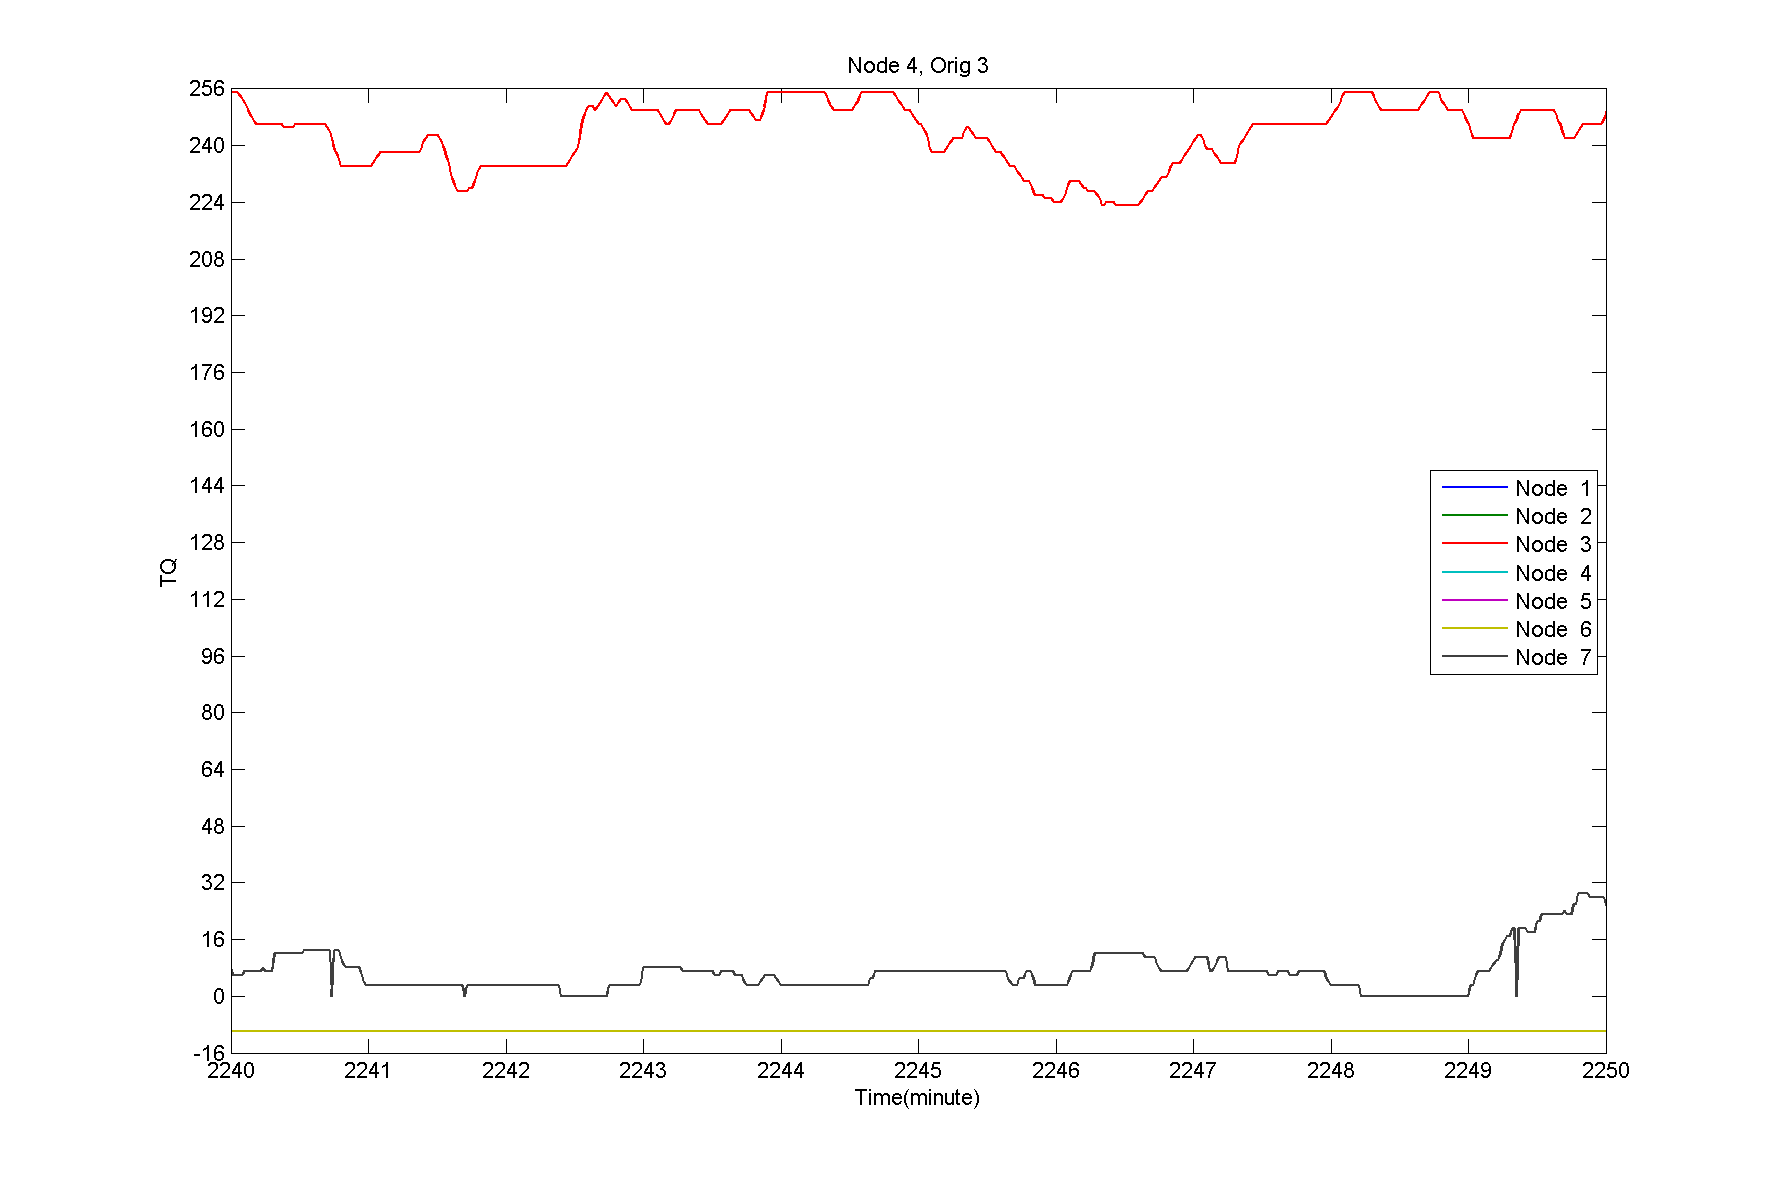 Node 4, Orig 3
256
240
224
208
192
176
160
144
128
112
96
80
64
48
32
16
0
-16
TQ
Node 1
Node 2
Node 3
Node 4
Node 5
Node 6
Node 7
2240 2241 2242 2243 2244 2245 2246 2247 2248 2249 2250
Time(minute)